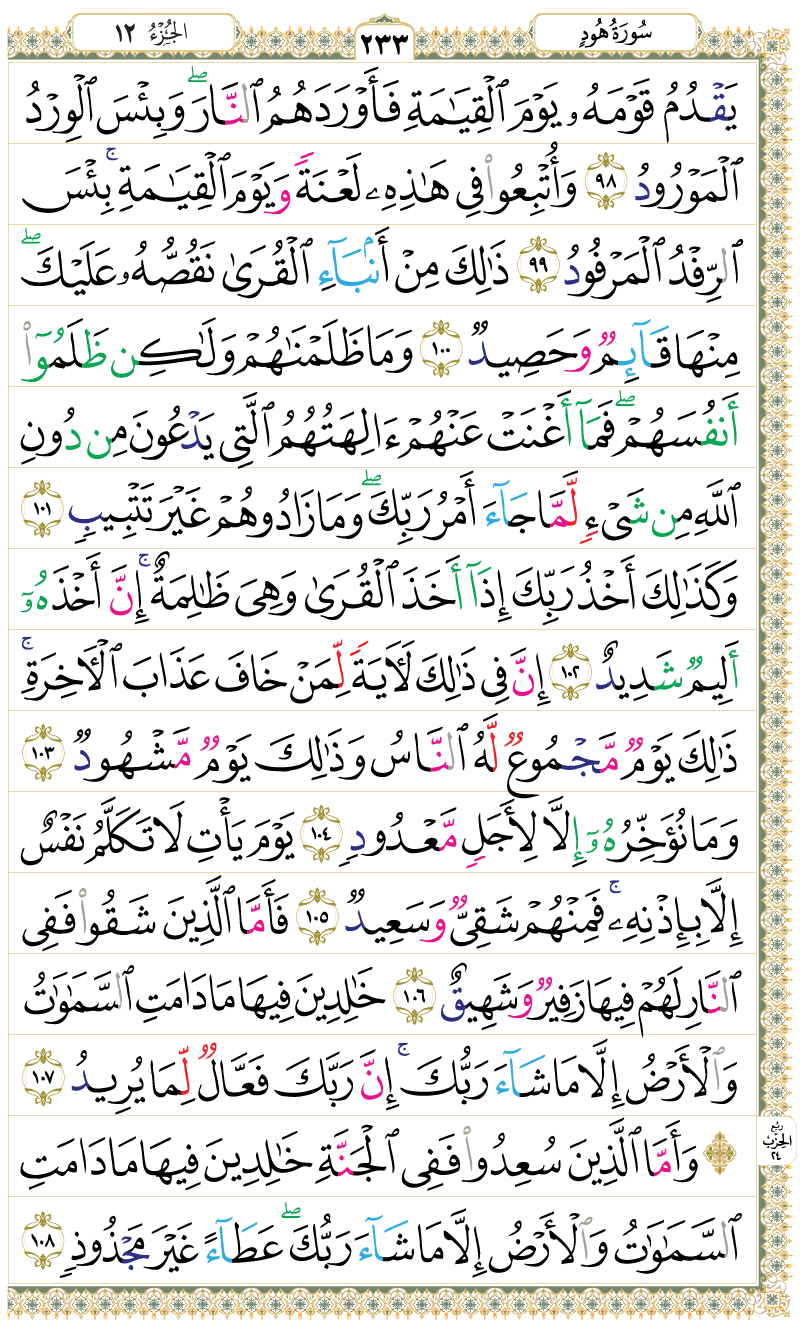 سُورَةُ هُودٍ
٢٣٣
الجُزْءُ ١٢
يَقْدُمُ قَوْمَهُۥ يَوْمَ ٱلْقِيَـٰمَةِ فَأَوْرَدَهُمُ ٱلنَّارَ ۖ وَبِئْسَ ٱلْوِرْدُ
ٱلْمَوْرُودُ ٩٨ وَأُتْبِعُوا۟ فِى هَـٰذِهِۦ لَعْنَةً وَيَوْمَ ٱلْقِيَـٰمَةِ ۚ بِئْسَ
ٱلرِّفْدُ ٱلْمَرْفُودُ ٩٩ ذَٰلِكَ مِنْ أَنۢبَآءِ ٱلْقُرَىٰ نَقُصُّهُۥ عَلَيْكَ ۖ
مِنْهَا قَآئِمٌ وَحَصِيدٌ ١٠٠ وَمَا ظَلَمْنَـٰهُمْ وَلَـٰكِن ظَلَمُوٓا۟
أَنفُسَهُمْ ۖ فَمَآ أَغْنَتْ عَنْهُمْ ءَالِهَتُهُمُ ٱلَّتِى يَدْعُونَ مِن دُونِ
ٱللَّهِ مِن شَىْءٍ لَّمَّا جَآءَ أَمْرُ رَبِّكَ ۖ وَمَا زَادُوهُمْ غَيْرَ تَتْبِيبٍ ١٠١
وَكَذَٰلِكَ أَخْذُ رَبِّكَ إِذَآ أَخَذَ ٱلْقُرَىٰ وَهِىَ ظَـٰلِمَةٌ ۚ إِنَّ أَخْذَهُۥٓ
أَلِيمٌ شَدِيدٌ ١٠٢ إِنَّ فِى ذَٰلِكَ لَـَٔايَةً لِّمَنْ خَافَ عَذَابَ ٱلْـَٔاخِرَةِ ۚ
ذَٰلِكَ يَوْمٌ مَّجْمُوعٌ لَّهُ ٱلنَّاسُ وَذَٰلِكَ يَوْمٌ مَّشْهُودٌ ١٠٣
وَمَا نُؤَخِّرُهُۥٓ إِلَّا لِأَجَلٍ مَّعْدُودٍ ١٠٤ يَوْمَ يَأْتِ لَا تَكَلَّمُ نَفْسٌ
إِلَّا بِإِذْنِهِۦ ۚ فَمِنْهُمْ شَقِىٌّ وَسَعِيدٌ ١٠٥ فَأَمَّا ٱلَّذِينَ شَقُوا۟ فَفِى
ٱلنَّارِ لَهُمْ فِيهَا زَفِيرٌ وَشَهِيقٌ ١٠٦ خَـٰلِدِينَ فِيهَا مَا دَامَتِ ٱلسَّمَـٰوَٰتُ
وَٱلْأَرْضُ إِلَّا مَا شَآءَ رَبُّكَ ۚ إِنَّ رَبَّكَ فَعَّالٌ لِّمَا يُرِيدُ ١٠٧
۞ وَأَمَّا ٱلَّذِينَ سُعِدُوا۟ فَفِى ٱلْجَنَّةِ خَـٰلِدِينَ فِيهَا مَا دَامَتِ
ربع الحزب ٢٤
ٱلسَّمَـٰوَٰتُ وَٱلْأَرْضُ إِلَّا مَا شَآءَ رَبُّكَ ۖ عَطَآءً غَيْرَ مَجْذُوذٍ ١٠٨